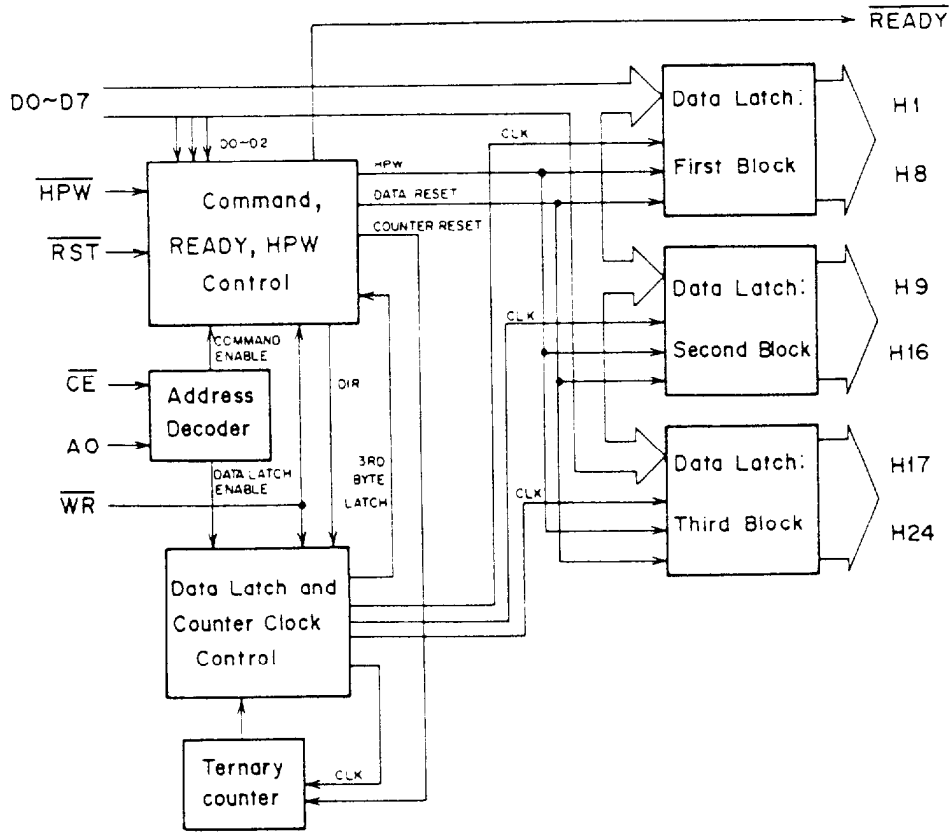 READY
DO~D7
DO-D2
HPW
RST
Command,
READY, HPW
Control
HPW
DATA RESET
COUNTER RESET
CLK
Data Latch:
First Block
H1
H8
COMMAND
ENABLE
CE
AO
Address
Decoder
DIR
CLK
Data Latch:
Second Block
H9
H16
DATA LATCH
ENABLE
WR
3RD
BYTE
LATCH
CLK
Data Latch:
Third Block
H17
H24
Data Latch and
Counter Clock
Control
CLK
Ternary
counter